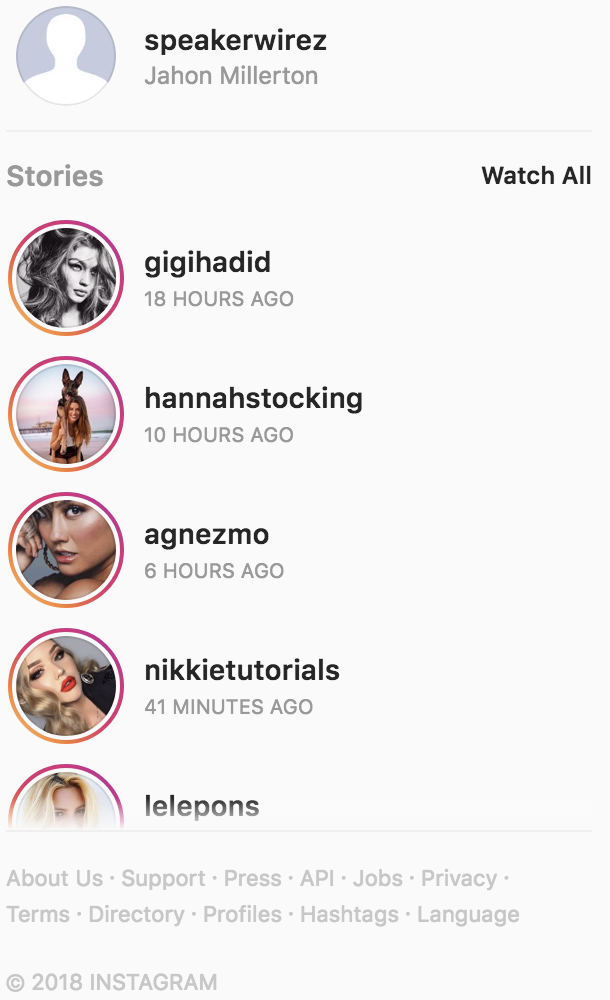 speakerwirez
Jahon Millerton
Stories Watch All
gigihadid
18 HOURS AGO
hannahstocking
10 HOURS AGO
agnezmo
6 HOURS AGO
nikkietutorials
41 MINUTES AGO
lelepons
About Us · Support · Press · API · Jobs · Privacy ·
Terms · Directory · Profiles · Hashtags · Language
© 2018 INSTAGRAM